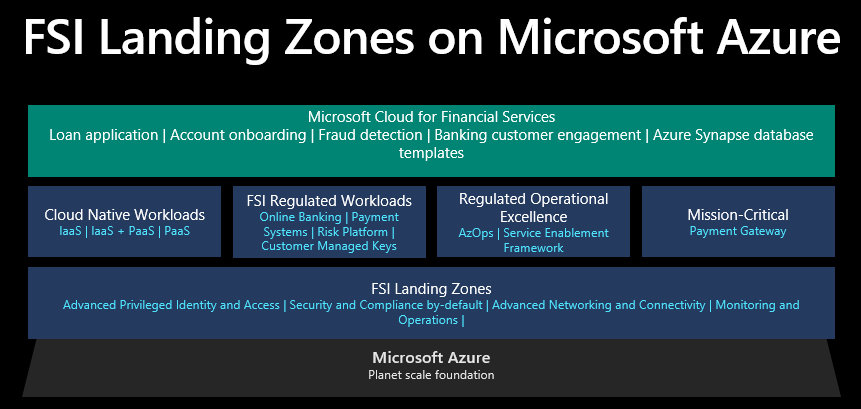 FSI Landing Zones on Microsoft Azure
Microsoft Cloud for Financial Services
Loan application | Account onboarding | Fraud detection | Banking customer engagement | Azure Synapse database
templates
Cloud Native Workloads
IaaS | IaaS + PaaS | PaaS
FSI Regulated Workloads
Online Banking | Payment
Systems | Risk Platform |
Customer Managed Keys
Regulated Operational
Excellence
AzOps | Service Enablement
Framework
Mission-Critical
Payment Gateway
FSI Landing Zones
Advanced Privileged Identity and Access | Security and Compliance by-default | Advanced Networking and Connectivity | Monitoring and
Operations |
Microsoft Azure
Planet scale foundation